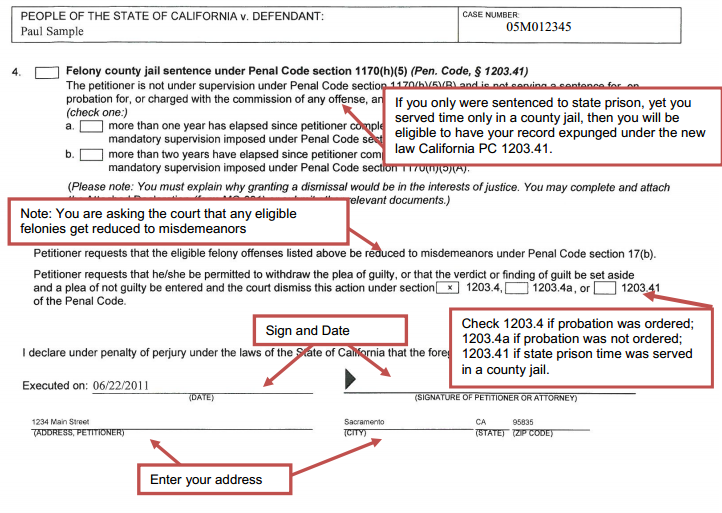 PEOPLE OF THE STATE OF CALIFORNIA v. DEFENDANT:
Paul Sample
CASE NUMBER:
05M012345
4. Felony county jail sentence under Penal Code section 1170(h)(5) (Pen. Code, § 1203.41)
The petitioner is not under supervision under Penal Code section 1170(h)(5)(B) and is not serving a sentence for, on
probation for, or charged with the commission of any offense, an
(check one:)
a. more than one year has elapsed since petitioner comple
mandatory supervision imposed under Penal Code sect
b. more than two years have elapsed since petitioner com
mandatory supervision imposed under Penal Code section 1170(h)(5)(A).
If you only were sentenced to state prison, yet you
served time only in a county jail, then you will be
eligible to have your record expunged under the new
law California PC 1203.41.
(Please note: You must explain why granting a dismissal would be in the interests of justice. You may complete and attach
relevant documents.)
Note: You are asking the court that any eligible
felonies get reduced to misdemeanors
Petitioner requests that the eligible felony offenses listed above be reduced to misdemeanors under Penal Code section 17(b).
Petitioner requests that he/she be permitted to withdraw the plea of guilty, or that the verdict or finding of guilt be set aside
and a plea of not guilty be entered and the court dismiss this action under section x 1203.4, 1203.4a, or 1203.41
of the Penal Code.
Sign and Date
Check 1203.4 if probation was ordered;
1203.4a if probation was not ordered;
1203.41 if state prison time was served
in a county jail.
I declare under penalty of perjury under the laws of the State of California that the foreg
Executed on: 06/22/2011
(DATE)
(SIGNATURE OF PETITIONER OR ATTORNEY)
1234 Main Street
Sacramento CA 95835
(ADDRESS, PETITIONER)
(CITY) (STATE) (ZIP CODE)
Enter your address